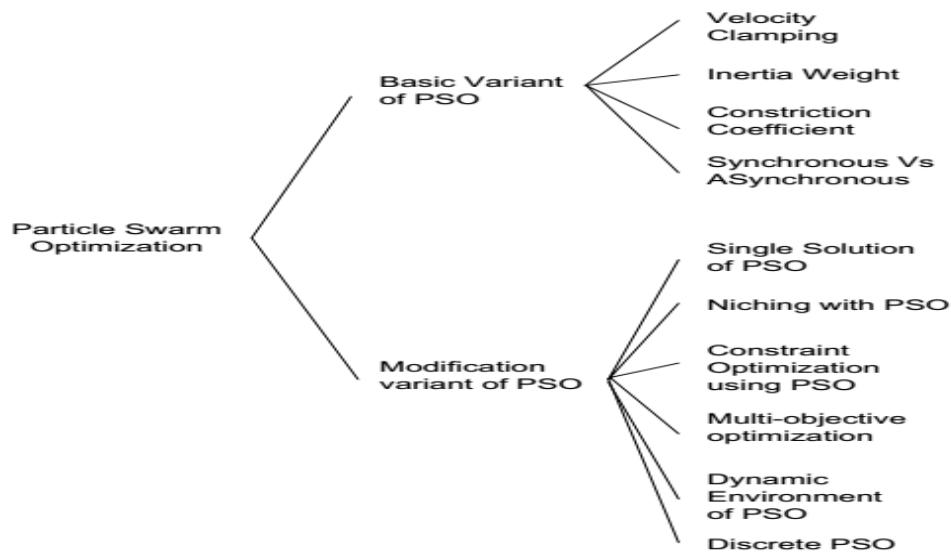 Particle Swarm
Optimization
Basic Variant
of PSO
Velocity
Clamping
Inertia Weight
Constriction
Coefficient
Synchronous Vs
ASynchronous
Modification
variant of PSO
Single Solution
of PSO
Niching with PSO
Constraint
Optimization
using PSO
Multi-objective
optimization
Dynamic
Environment
of PSO
Discrete PSO